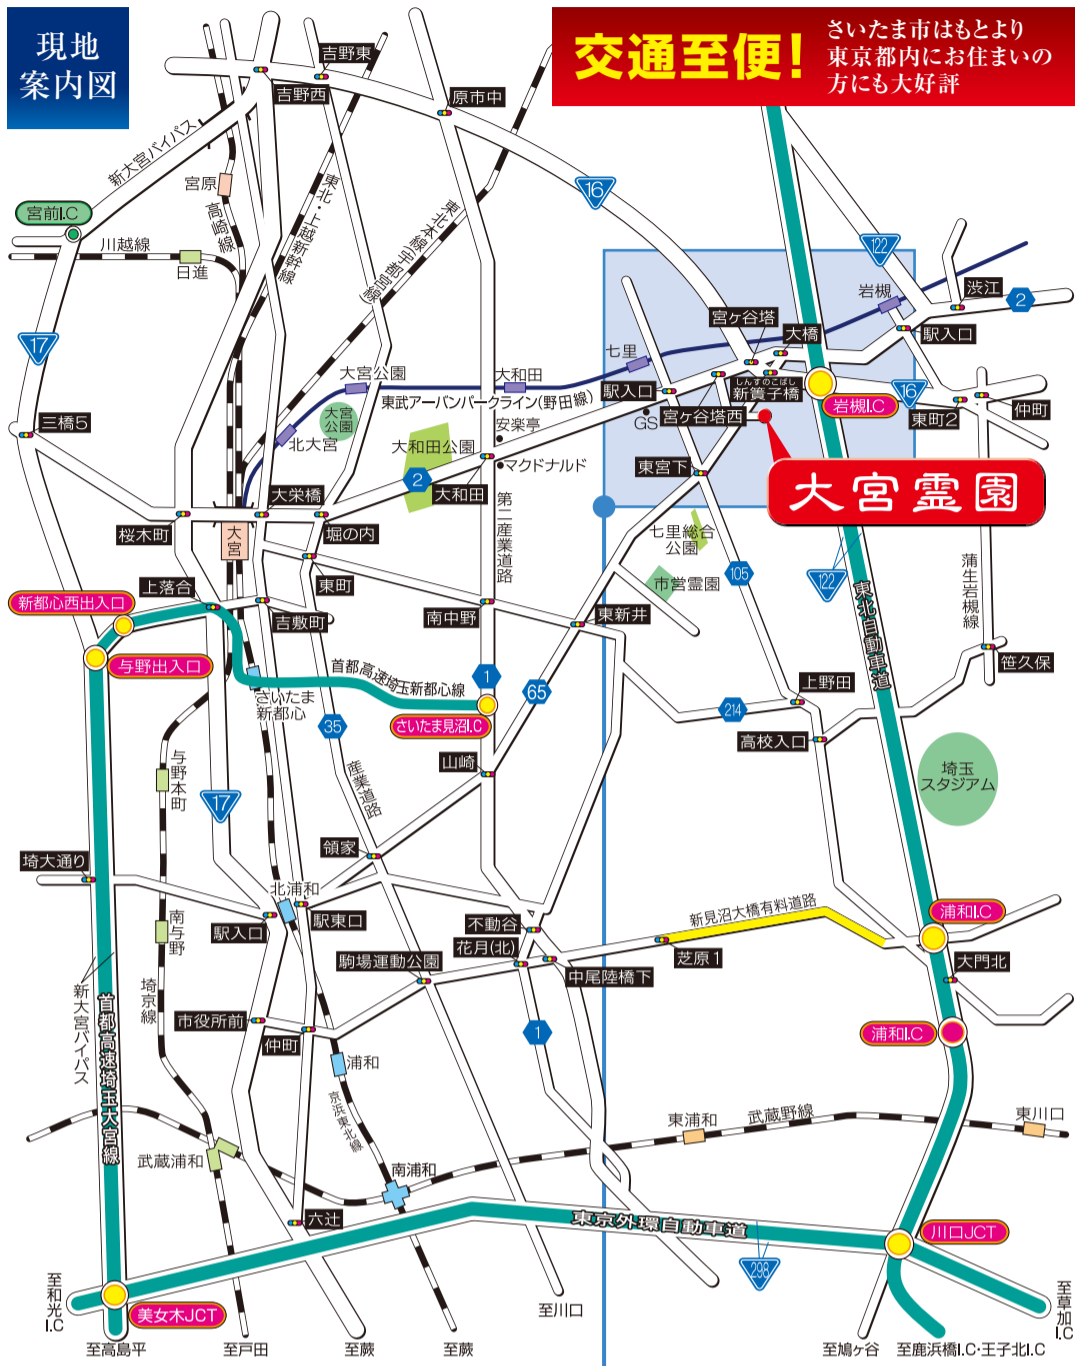 現地
案内図
交通至便！
さいたま市はもとより
東京都内にお住まいの
方にも大好評
吉野東
吉野西
原市中
新大宮バイパス
宮原
高崎線
東北・上越新幹線
東北本線(宇都宮線)
16
122
宮前I.C
川越線
日進
17
岩槻
渋江
2
宮ヶ谷塔
大橋
駅入口
七里
大宮公園
大和田
東武アーバンパークライン(野田線)
駅入口
しんすのこばし
新簀子橋
岩槻I.C
16
東町2
仲町
三橋5
大宮
公園
北大宮
大和田公園
安楽亭
マクドナルド
GS
宮ヶ谷塔西
東宮下
大宮霊園
2
大和田
大栄橋
桜木町
大宮
堀の内
第二産業道路
七里総合
公園
105
122
東北自動車道
蒲生岩槻線
上落合
東町
新都心西出入口
吉敷町
南中野
市営霊園
東新井
与野出入口
首都高速埼玉新都心線
1
65
さいたま
新都心
35
さいたま見沼I.C
214
上野田
笹久保
高校入口
与野本町
山崎
17
産業道路
埼玉
スタジアム
領家
埼大通り
北浦和
駅入口
駅東口
不動谷
新見沼大橋有料道路
浦和I.C
南与野
花月(北)
駒場運動公園
中尾陸橋下
芝原1
大門北
新大宮バイパス
首都高速埼玉大宮線
埼京線
市役所前
仲町
1
浦和I.C
浦和
京浜東北線
東浦和
武蔵野線
東川口
武蔵浦和
南浦和
六辻
東京外環自動車道
298
川口JCT
至和光I.C
美女木JCT
至川口
至草加I.C
至高島平
至戸田
至蕨
至蕨
至鳩ヶ谷
至鹿浜橋I.C・王子北I.C